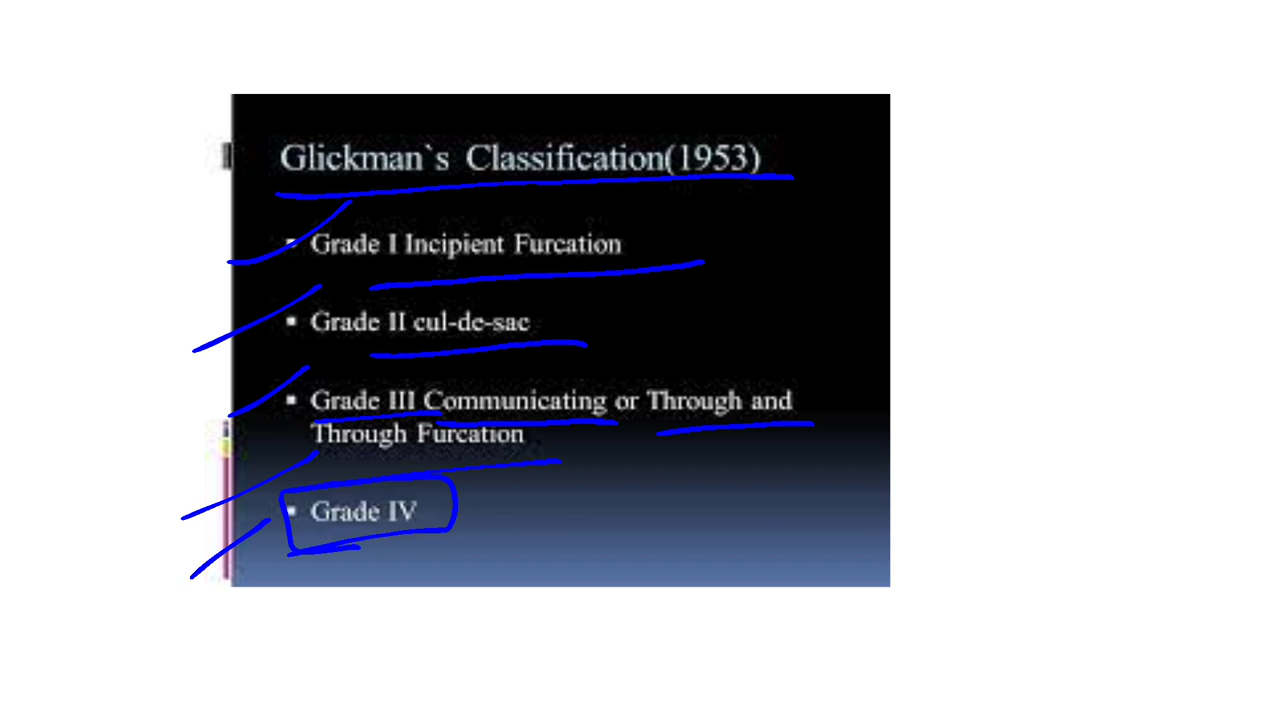 Glickman`s Classification(1953)
▪ Grade I Incipient Furcation
▪ Grade II cul-de-sac
▪ Grade III Communicating or Through and
Through Furcation
▪ Grade IV